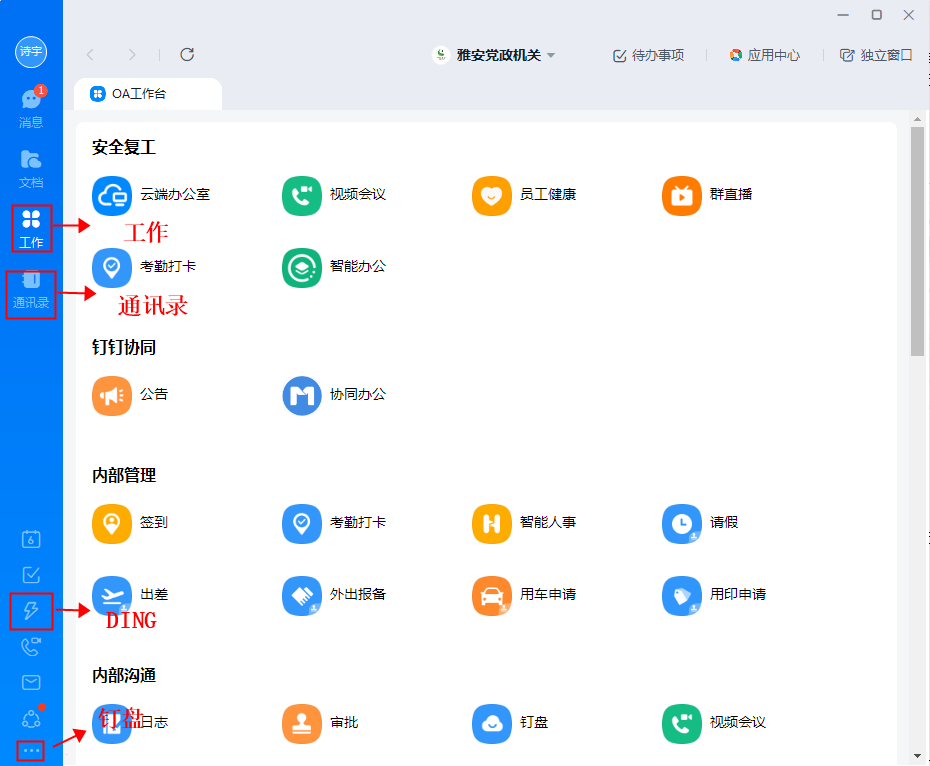 诗宇
雅安党政机关
待办事项
应用中心
独立窗口
1
消息
OA工作台
文档
工作
通讯录
6
安全复工
云端办公室
视频会议
员工健康
群直播
工作
考勤打卡
智能办公
通讯录
钉钉协同
公告
协同办公
内部管理
签到
考勤打卡
智能人事
请假
出差
外出报备
用车申请
用印申请
DING
内部沟通
钉盘
日志
审批
钉盘
视频会议